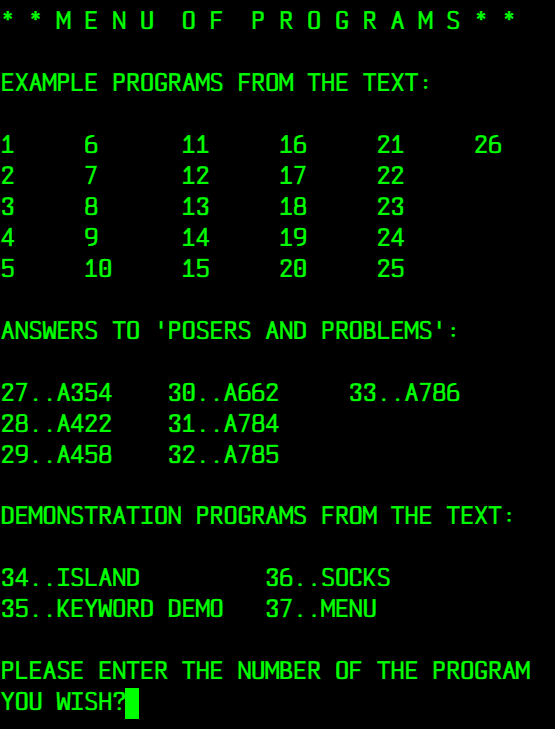 * * M E N U  O F  P R O G R A M S * *
EXAMPLE PROGRAMS FROM THE TEXT:
1     6      11     16     21     26
2     7      12     17     22
3     8      13     18     23
4     9      14     19     24
5     10     15     20     25
ANSWERS TO 'POSERS AND PROBLEMS':
27..A354    30..A662     33..A786
28..A422    31..A784
29..A458    32..A785
DEMONSTRATION PROGRAMS FROM THE TEXT:
34..ISLAND         36..SOCKS
35..KEYWORD DEMO   37..MENU
PLEASE ENTER THE NUMBER OF THE PROGRAM
YOU WISH?